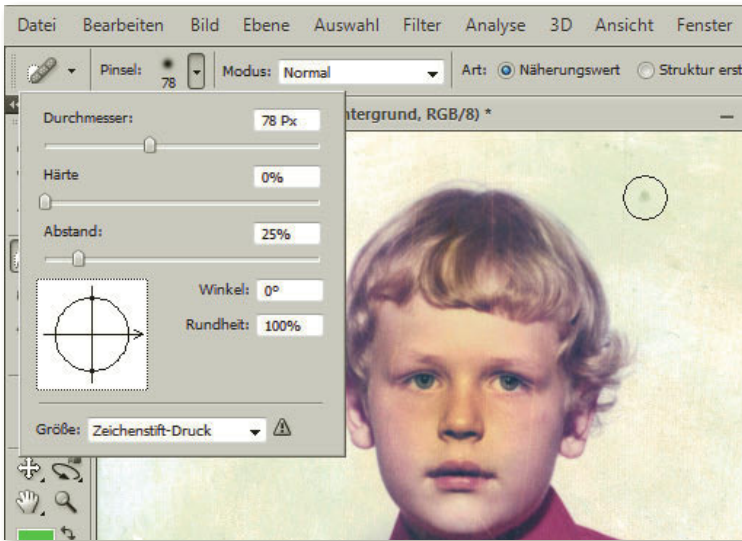 Datei Bearbeiten Bild Ebene Auswahl Filter Analyse 3D Ansicht Fenster
Pinsel: 78 Modus: Normal Art: Näherungswert Struktur erst
ntergrund, RGB/8) *
Durchmesser: 78 Px
Härte 0%
Abstand: 25%
Winkel: 0°
Rundheit: 100%
Größe: Zeichenstift-Druck